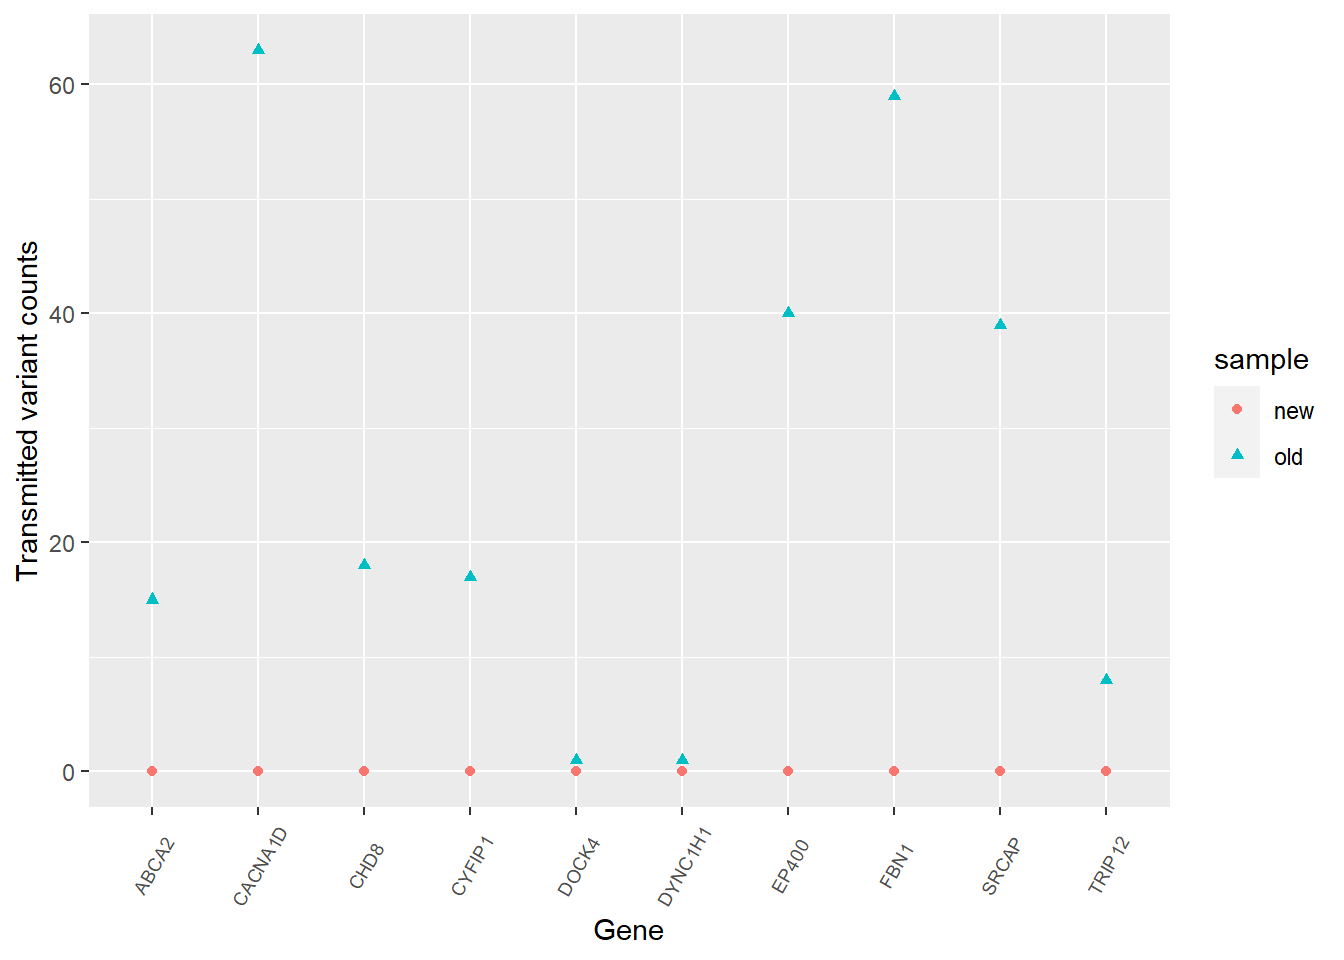 Transmitted variant counts
60
40
20
0
ABCA2
CACNA1D
CHD8
CYFIP1
DOCK4
DYNC1H1
EP400
FBN1
SRCAP
TRIP12
Gene
sample
new
old